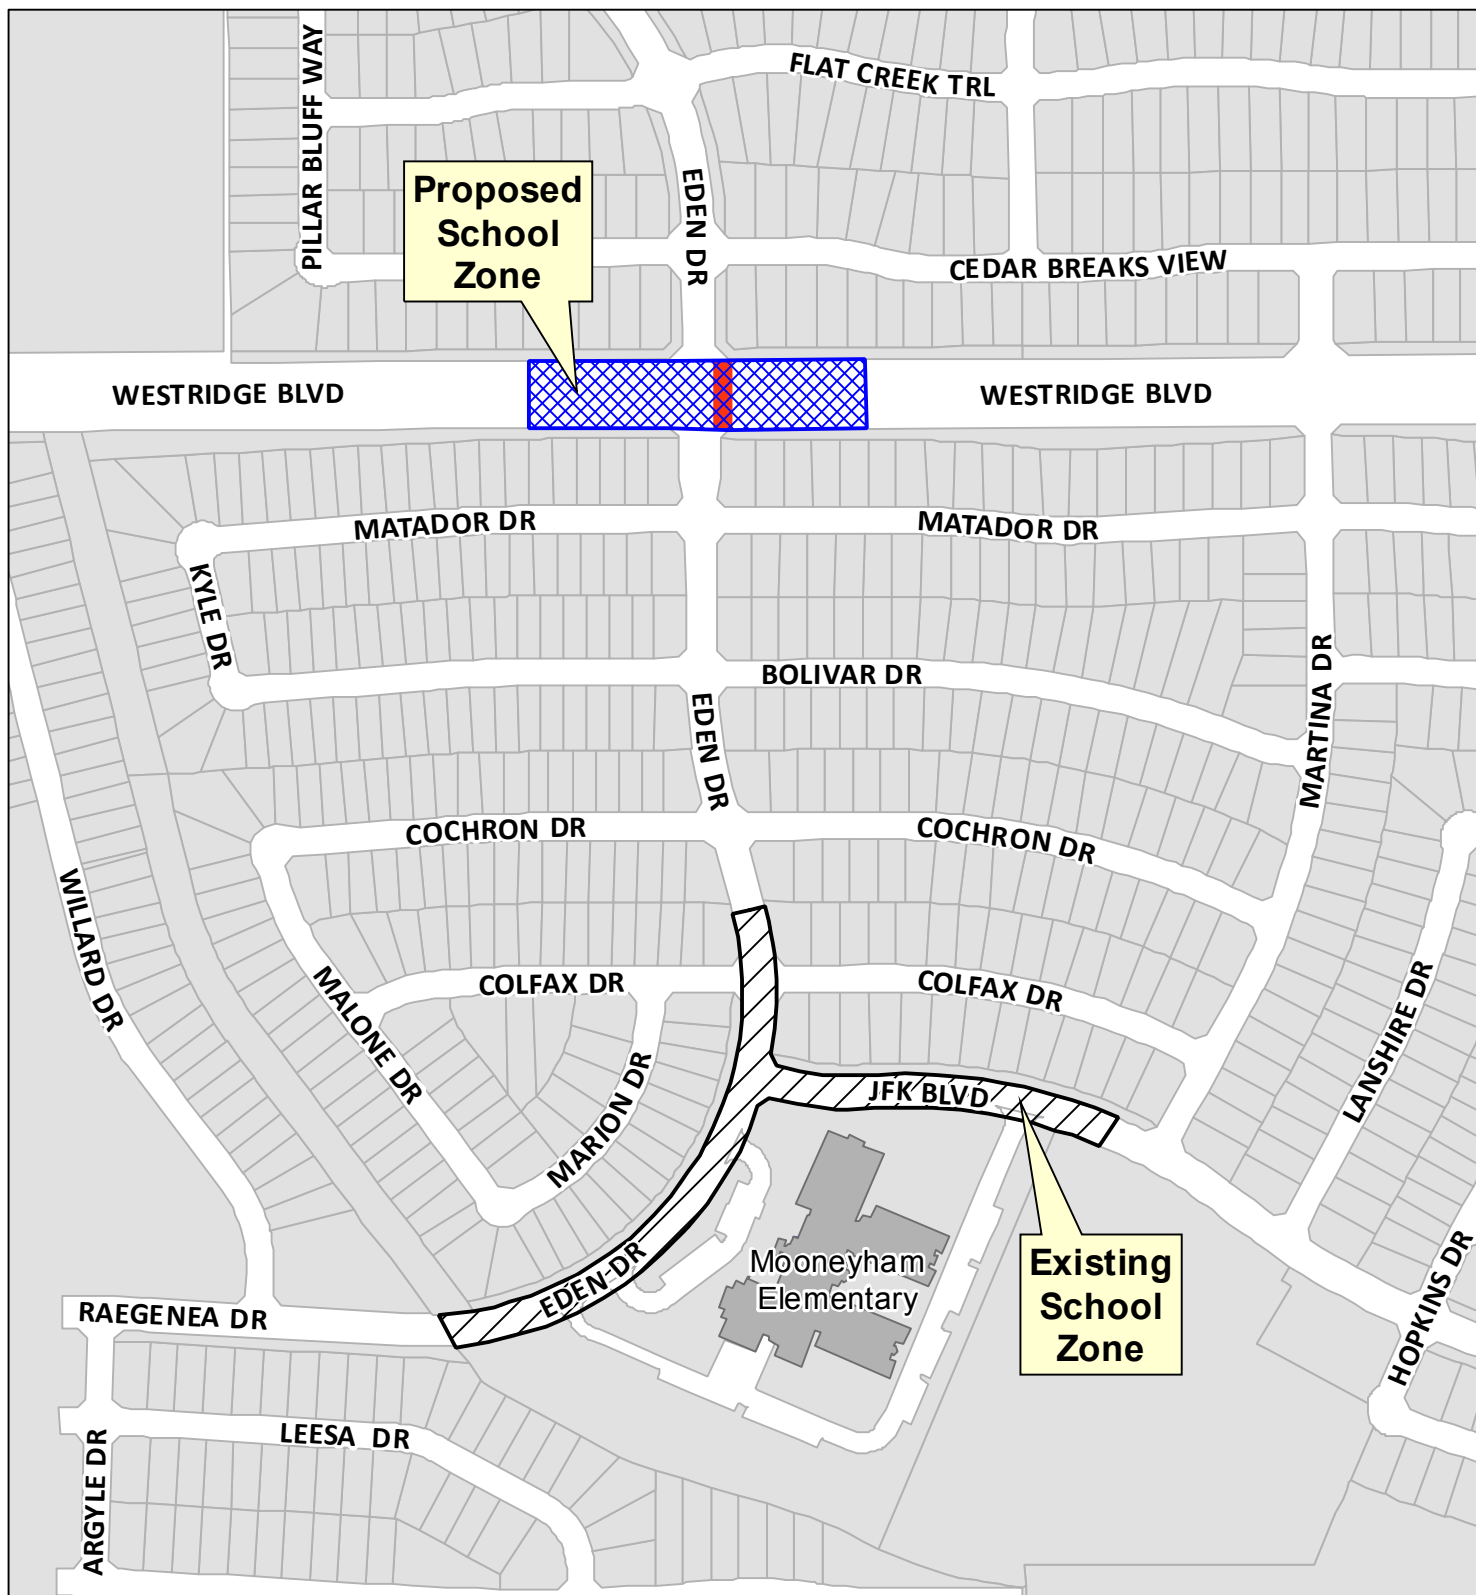 PILLAR BLUFF WAY
FLAT CREEK TRL
Proposed
School
Zone
EDEN DR
CEDAR BREAKS VIEW
WESTRIDGE BLVD
WESTRIDGE BLVD
MATADOR DR
MATADOR DR
KYLE DR
BOLIVAR DR
MARTINA DR
EDEN DR
COCHRON DR
COCHRON DR
WILLARD DR
COLFAX DR
COLFAX DR
MALONE DR
LANSHIRE DR
MARION DR
JFK BLVD
Mooneyham
Elementary
Existing
School
Zone
EDEN DR
HOPKINS DR
RAEGENEA DR
LEESA DR
ARGYLE DR